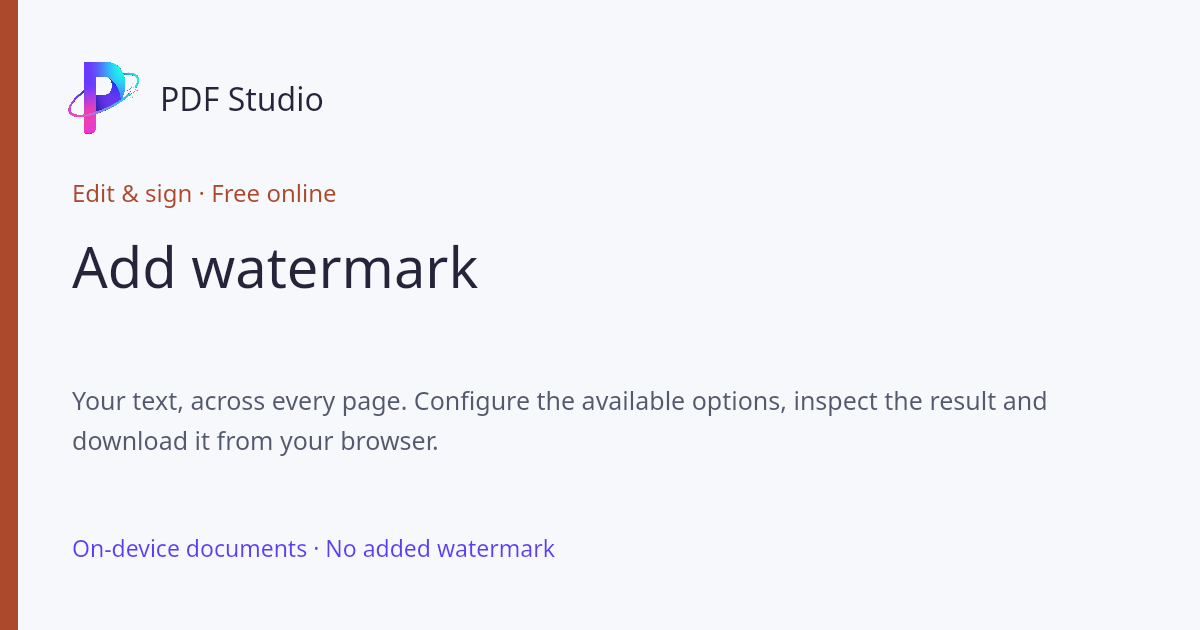 PDF Studio
Edit & sign · Free online
Add watermark
Your text, across every page. Configure the available options, inspect the result and
download it from your browser.
On-device documents · No added watermark